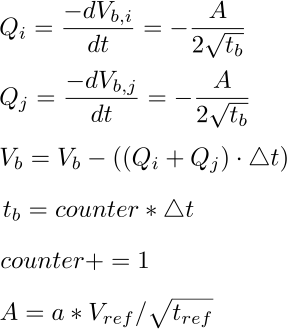 Q_i = \frac{-dV_{b,i}}{dt} = -\frac{A}{2\sqrt{t_b}}
Q_j = \frac{-dV_{b,j}}{dt} = -\frac{A}{2\sqrt{t_b}}
V_b = V_b - ((Q_i + Q_j) \cdot \triangle t)
t_b = counter * \triangle t
counter+ = 1
A = a * V_{ref}/\sqrt{t_{ref}}